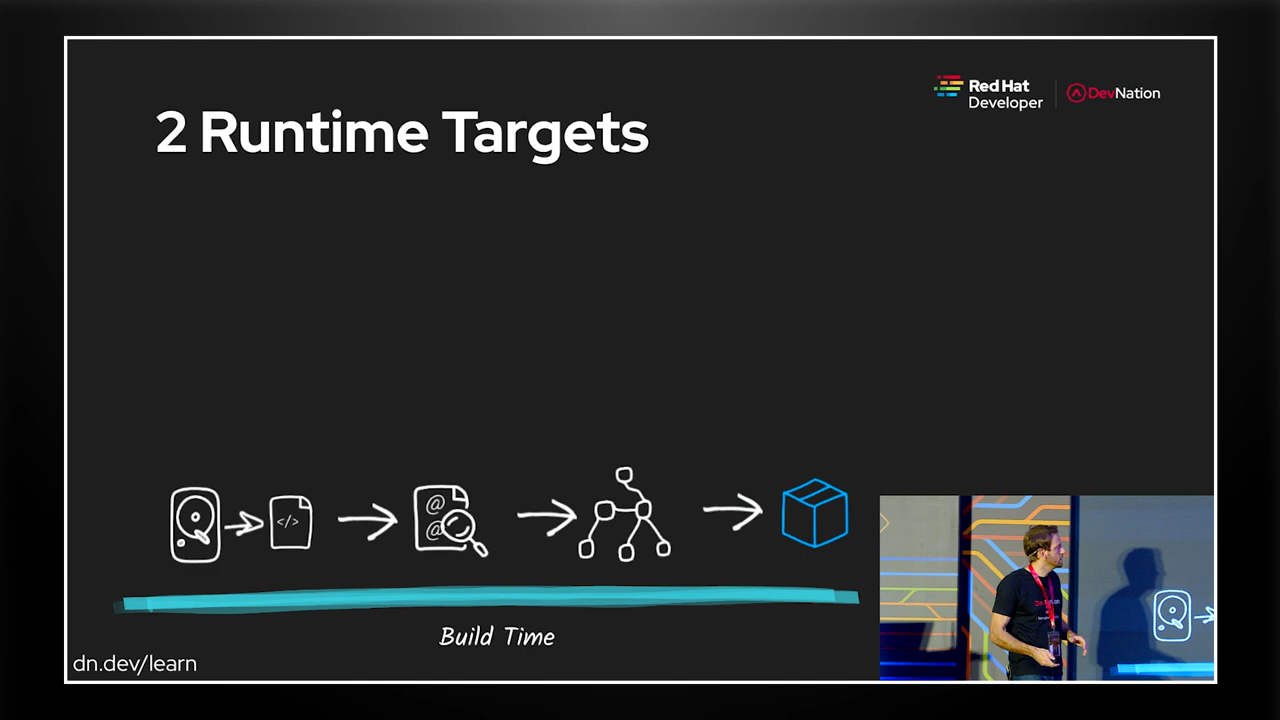 Red Hat
Developer
DevNation
2 Runtime Targets
</>
@
@
Build Time
dn.dev/learn